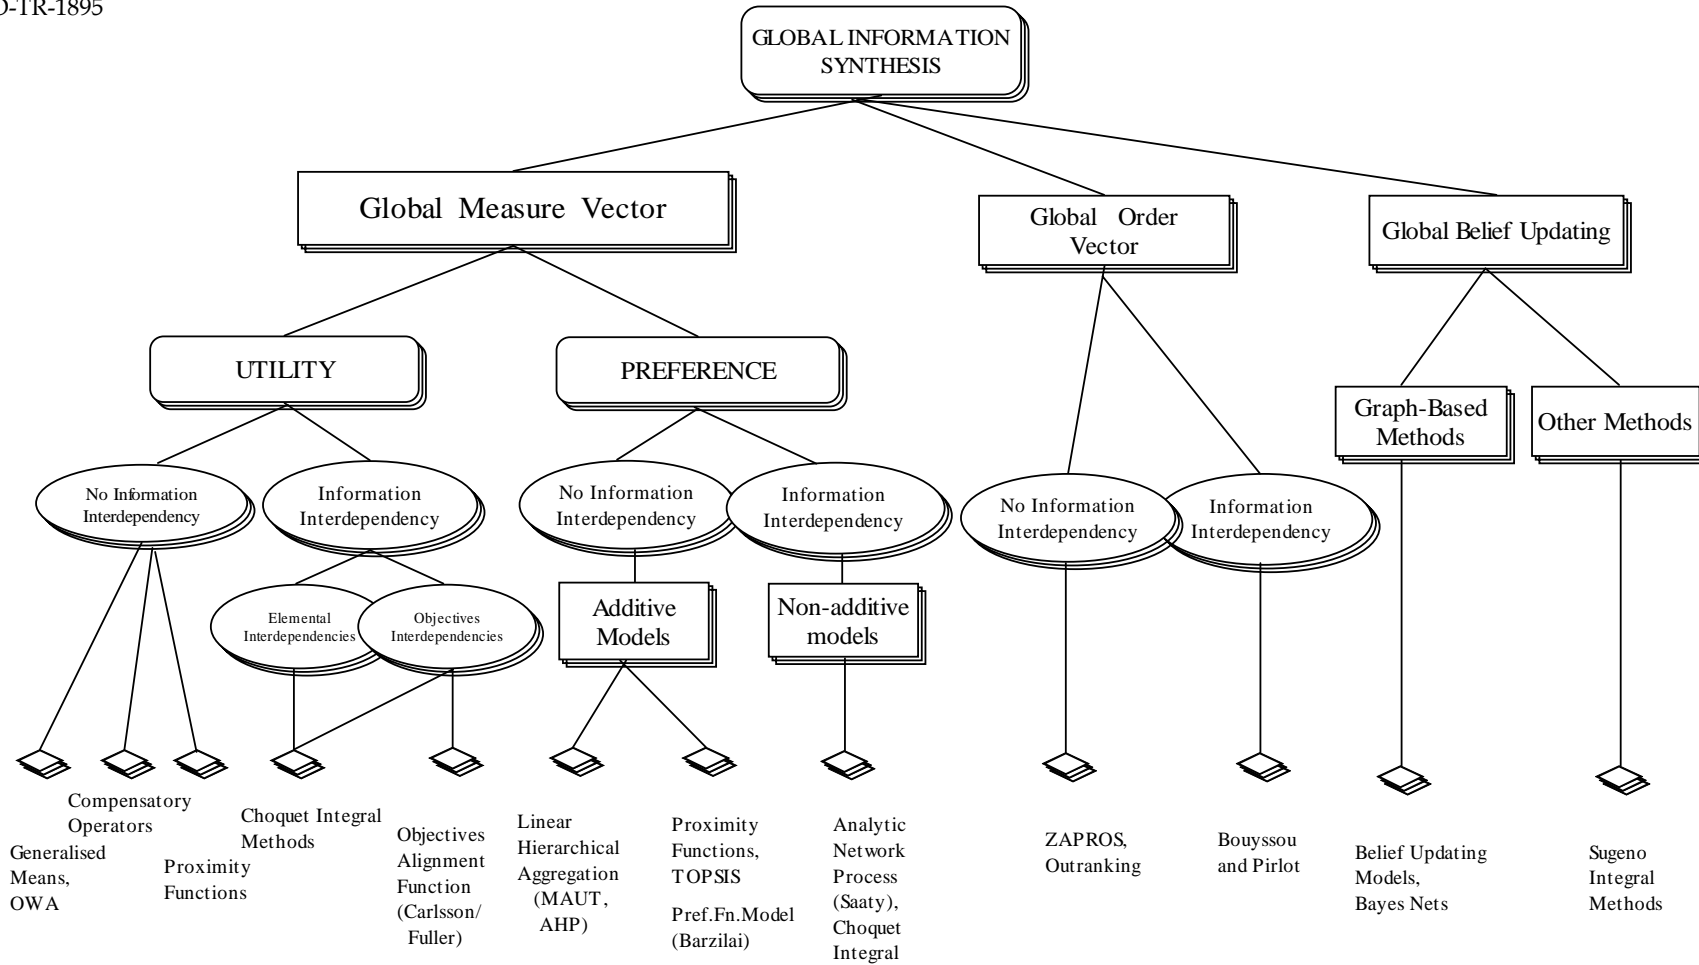 O-TR-1895
GLOBAL INFORMATION
SYNTHESIS
Global Measure Vector
Global Order
Vector
Global Belief Updating
UTILITY
PREFERENCE
Graph-Based
Methods
Other Methods
No Information
Interdependency
Information
Interdependency
No Information
Interdependency
Information
Interdependency
No Information
Interdependency
Information
Interdependency
Elemental
Interdependencies
Objectives
Interdependencies
Additive
Models
Non-additive
models
Generalised
Means,
OWA
Compensatory
Operators
Proximity
Functions
Choquet Integral
Methods
Objectives
Alignment
Function
(Carlsson/
Fuller)
Linear
Hierarchical
Aggregation
(MAUT,
AHP)
Proximity
Functions,
TOPSIS
Pref.Fn.Model
(Barzilai)
Analytic
Network
Process
(Saaty),
Choquet
Integral
ZAPROS,
Outranking
Bouyssou
and Pirlot
Belief Updating
Models,
Bayes Nets
Sugeno
Integral
Methods